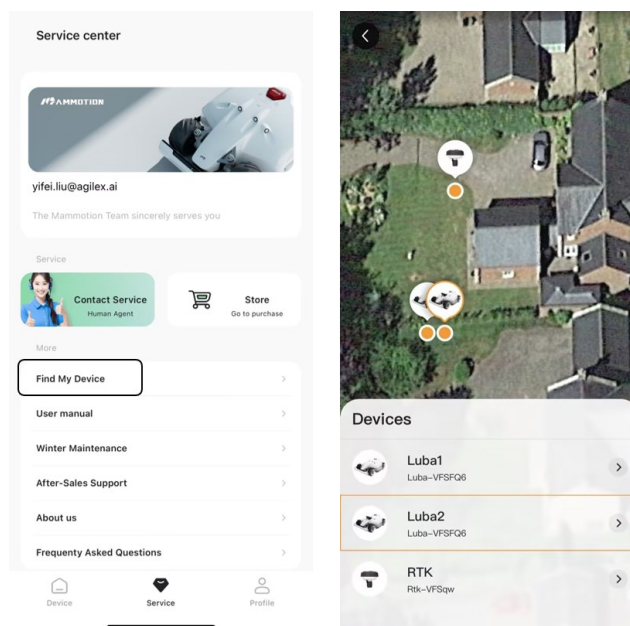 Service center
MAMMOTION
yifei.liu@agilex.ai
The Mammotion Team sincerely serves you
Service
Contact Service
Human Agent
Store
Go to purchase
More
Find My Device
User manual
Winter Maintenance
After-Sales Support
About us
Frequenty Asked Questions
Device
Service
Profile
Devices
Luba1
Luba-VFSFQ6
Luba2
Luba-VFSFQ6
RTK
Rtk-VFSqw